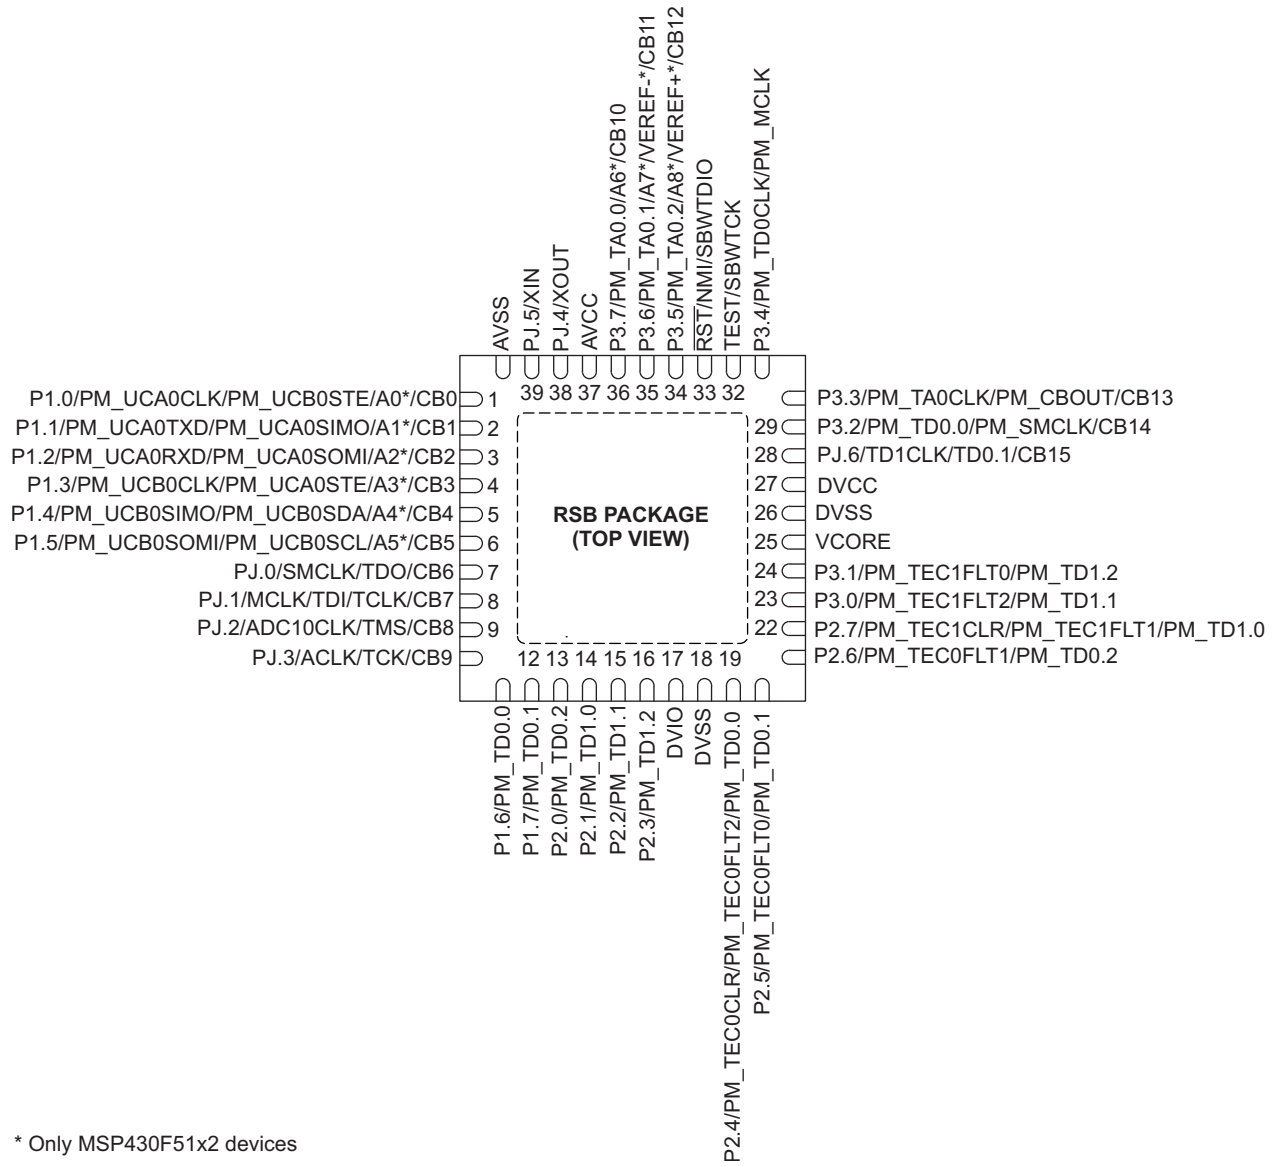 P3.7/PM_TA0.0/A6*/CB10
P3.6/PM_TA0.1/A7*/VEREF-*/CB11
P3.5/PM_TA0.2/A8*/VEREF+*/CB12
P3.4/PM_TD0CLK/PM_MCLK
AVSS
PJ.5/XIN
PJ.4/XOUT
AVCC
RST/NMI/SBWTDIO
TEST/SBWTCK
39 38 37 36 35 34 33 32
P1.0/PM_UCA0CLK/PM_UCB0STE/A0*/CB0 1
P1.1/PM_UCA0TXD/PM_UCA0SIMO/A1*/CB1 2
P1.2/PM_UCA0RXD/PM_UCA0SOMI/A2*/CB2 3
P1.3/PM_UCB0CLK/PM_UCA0STE/A3*/CB3 4
P1.4/PM_UCB0SIMO/PM_UCB0SDA/A4*/CB4 5
P1.5/PM_UCB0SOMI/PM_UCB0SCL/A5*/CB5 6
PJ.0/SMCLK/TDO/CB6 7
PJ.1/MCLK/TDI/TCLK/CB7 8
PJ.2/ADC10CLK/TMS/CB8 9
PJ.3/ACLK/TCK/CB9
RSB PACKAGE
(TOP VIEW)
P3.3/PM_TA0CLK/PM_CBOUT/CB13
29 P3.2/PM_TD0.0/PM_SMCLK/CB14
28 PJ.6/TD1CLK/TD0.1/CB15
27 DVCC
26 DVSS
25 VCORE
24 P3.1/PM_TEC1FLT0/PM_TD1.2
23 P3.0/PM_TEC1FLT2/PM_TD1.1
22 P2.7/PM_TEC1CLR/PM_TEC1FLT1/PM_TD1.0
P2.6/PM_TEC0FLT1/PM_TD0.2
12 13 14 15 16 17 18 19
P1.6/PM_TD0.0
P1.7/PM_TD0.1
P2.0/PM_TD0.2
P2.1/PM_TD1.0
P2.2/PM_TD1.1
P2.3/PM_TD1.2
DVIO
DVSS
P2.4/PM_TEC0CLR/PM_TEC0FLT2/PM_TD0.0
P2.5/PM_TEC0FLT0/PM_TD0.1
* Only MSP430F51x2 devices